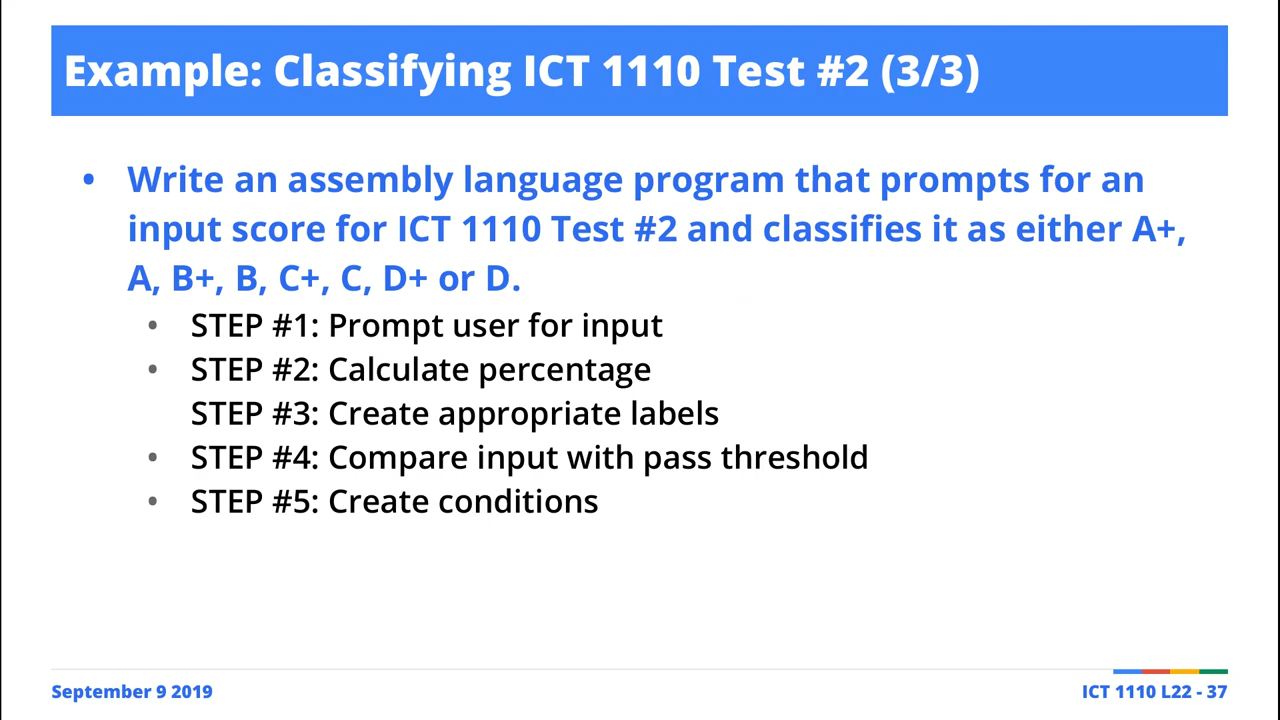 Example: Classifying ICT 1110 Test #2 (3/3)
• Write an assembly language program that prompts for an
input score for ICT 1110 Test #2 and classifies it as either A+,
A, B+, B, C+, C, D+ or D.
• STEP #1: Prompt user for input
• STEP #2: Calculate percentage
STEP #3: Create appropriate labels
• STEP #4: Compare input with pass threshold
• STEP #5: Create conditions
September 9 2019
ICT 1110 L22 - 37